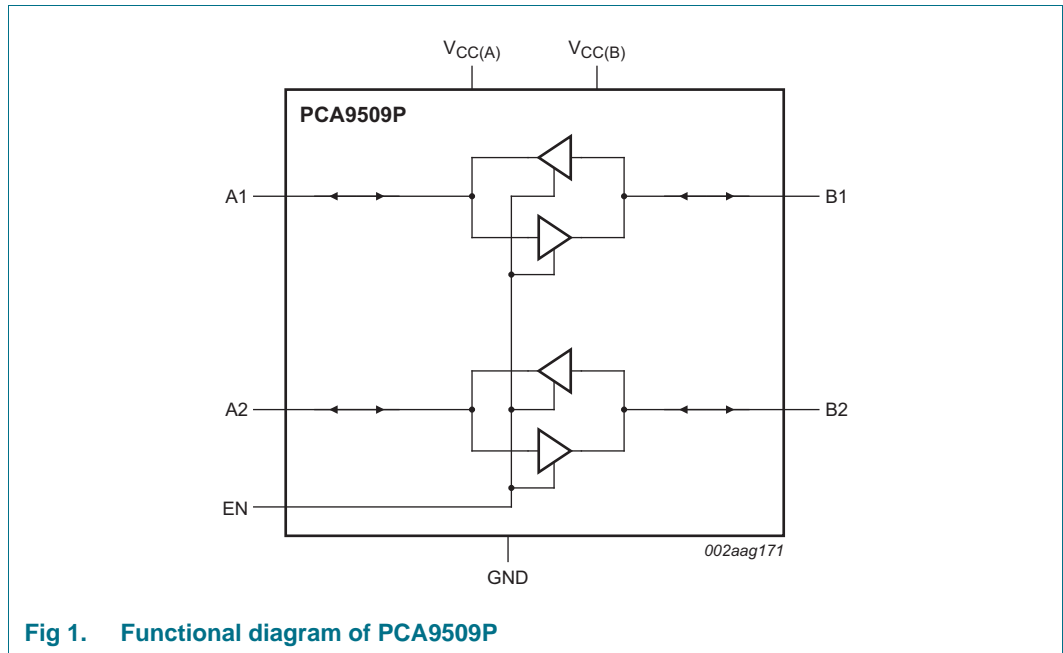 VCC(A) VCC(B)
PCA9509P
A1 B1
A2 B2
EN
002aag171
GND
Fig 1. Functional diagram of PCA9509P